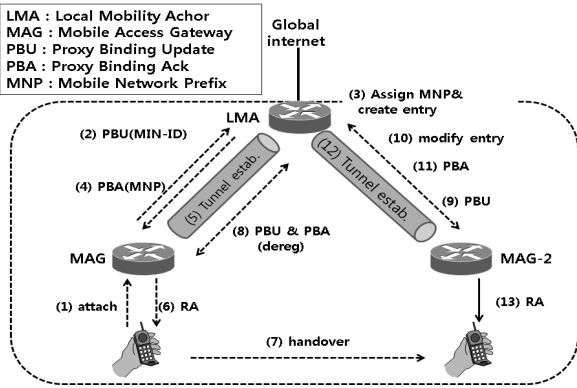 LMA : Local Mobility Achor
MAG : Mobile Access Gateway
PBU : Proxy Binding Update
PBA : Proxy Binding Ack
MNP : Mobile Network Prefix
Global
internet
LMA
(3) Assign MNP&
create entry
(2) PBU(MIN-ID)
(10) modify entry
(11) PBA
(4) PBA(MNP)
(5) Tunnel estab.
(12) Tunnel estab.
(9) PBU
(8) PBU & PBA
(dereg)
MAG
MAG-2
(1) attach
(6) RA
(13) RA
(7) handover